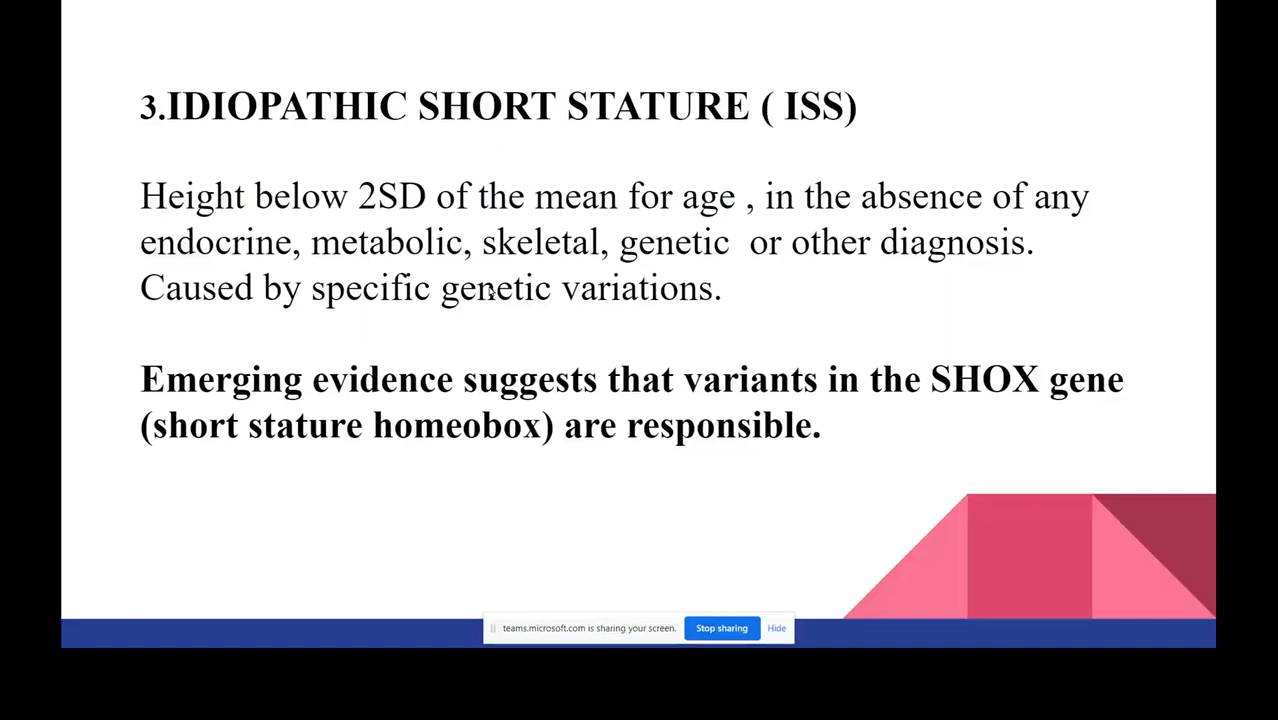 3.IDIOPATHIC SHORT STATURE ( ISS)
Height below 2SD of the mean for age , in the absence of any
endocrine, metabolic, skeletal, genetic  or other diagnosis.
Caused by specific genetic variations.
Emerging evidence suggests that variants in the SHOX gene
(short stature homeobox) are responsible.
teams.microsoft.com is sharing your screen. Stop sharing Hide